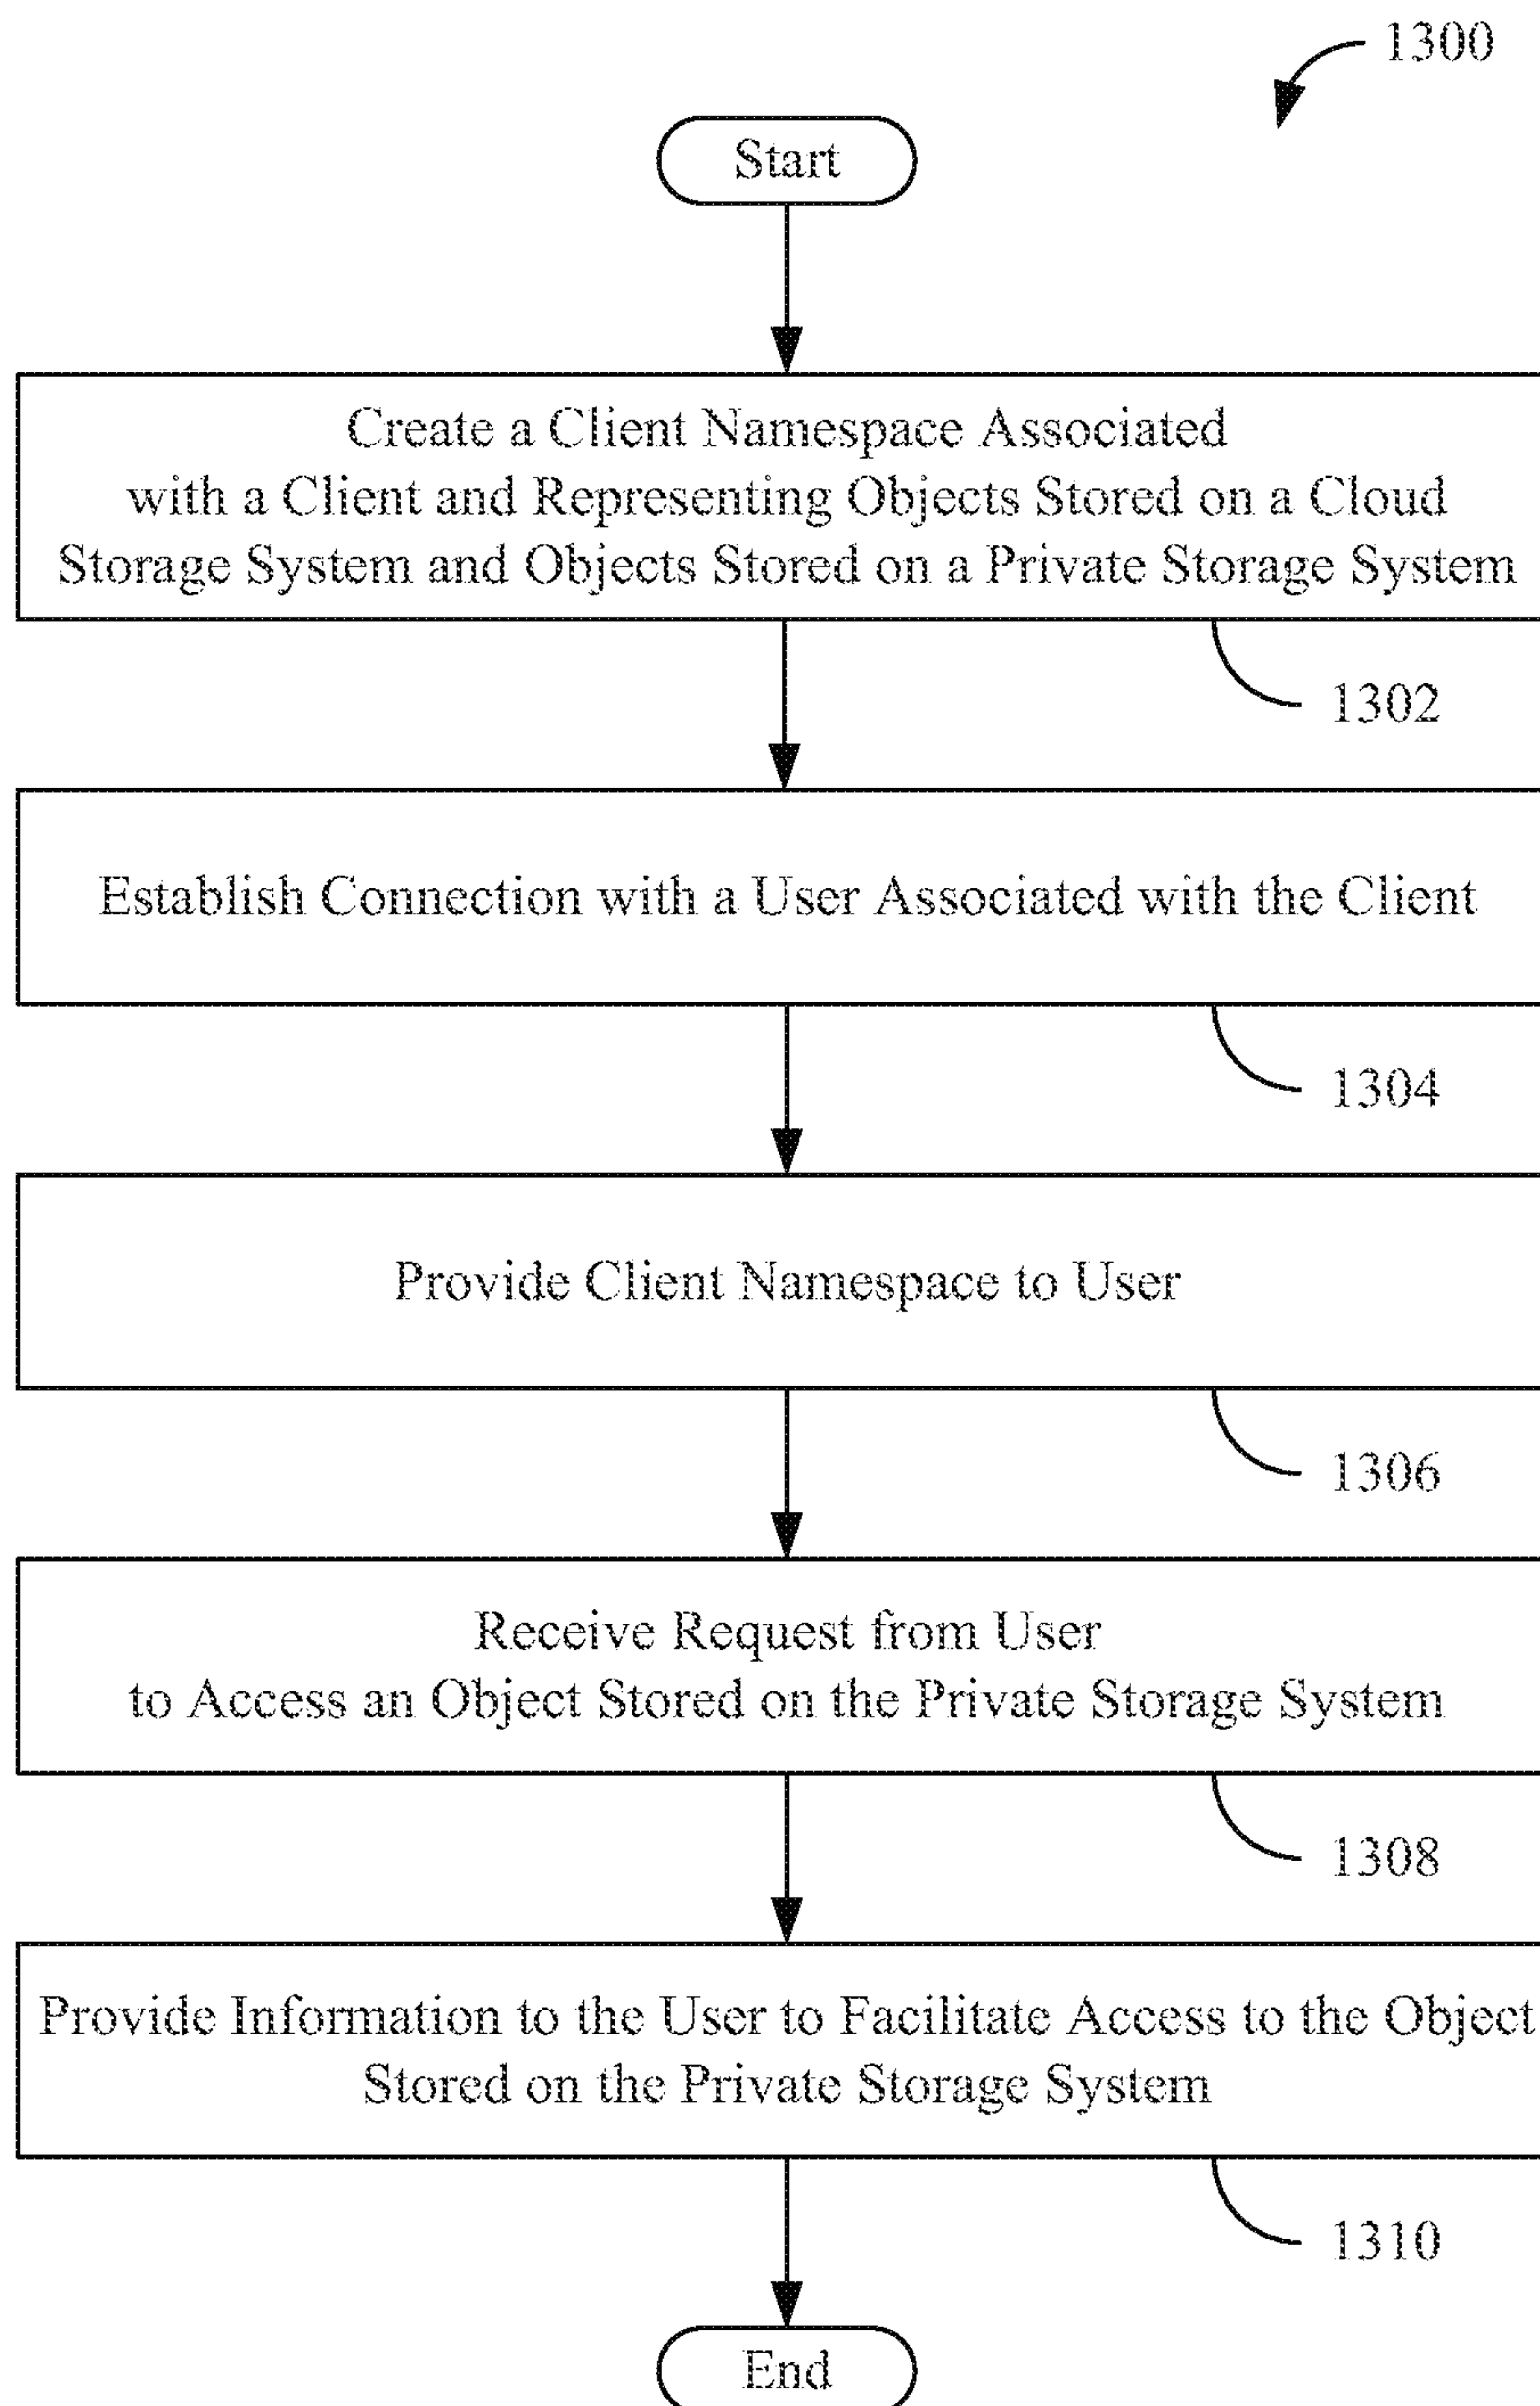 1300
Start
Create a Client Namespace Associated
with a Client and Representing Objects Stored on a Cloud
Storage System and Objects Stored on a Private Storage System
1302
Establish Connection with a User Associated with the Client
1304
Provide Client Namespace to User
1306
Receive Request from User
to Access an Object Stored on the Private Storage System
1308
Provide Information to the User to Facilitate Access to the Object
Stored on the Private Storage System
1310
End